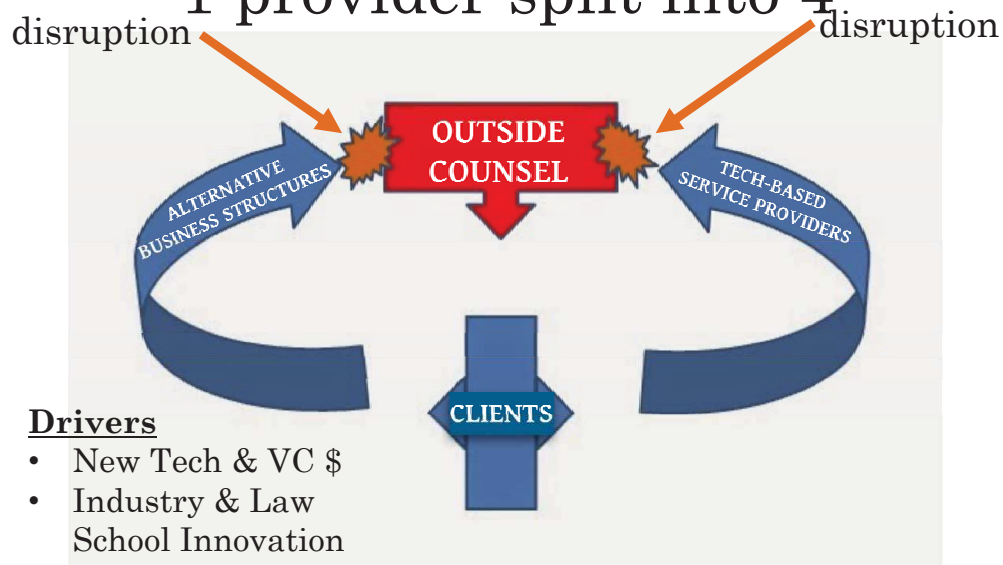 1 provider split into 4
disruption
disruption
OUTSIDE
COUNSEL
ALTERNATIVE
BUSINESS STRUCTURES
TECH-BASED
SERVICE PROVIDERS
CLIENTS
Drivers
• New Tech & VC $
• Industry & Law
School Innovation